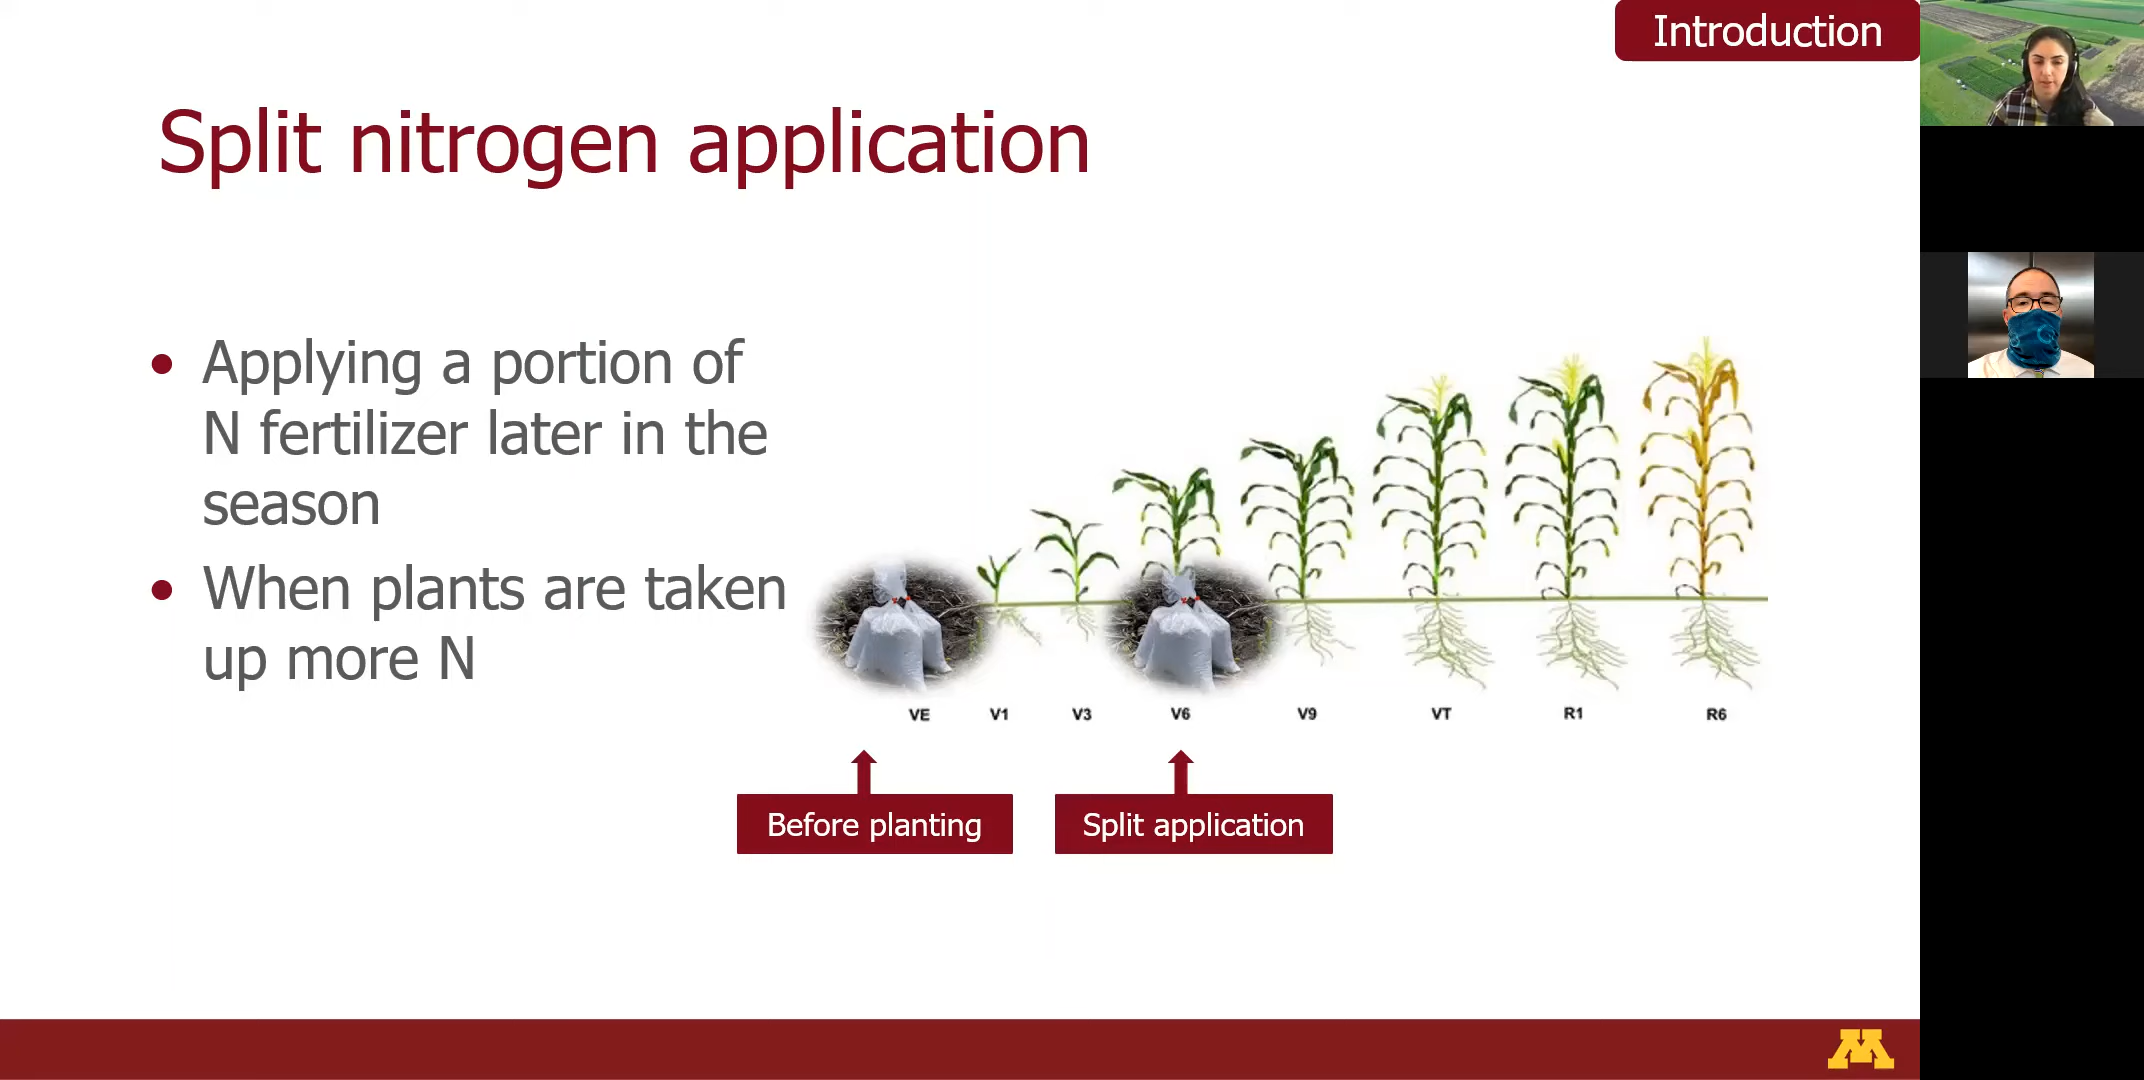 Introduction
Split nitrogen application
• Applying a portion of
N fertilizer later in the
season
• When plants are taken
up more N
VE V1 V3 V6 V9 VT R1 R6
Before planting Split application
M